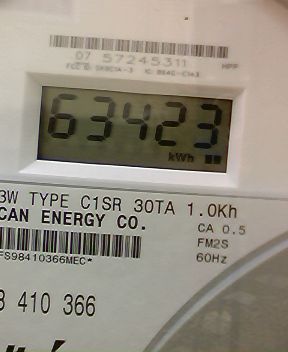 07 57245311
HPP
63423
kWh
3W TYPE C1SR 30TA 1.0Kh
CAN ENERGY CO.
CA 0.5
FM2S
60Hz
FS98410366MEC*
8 410 366